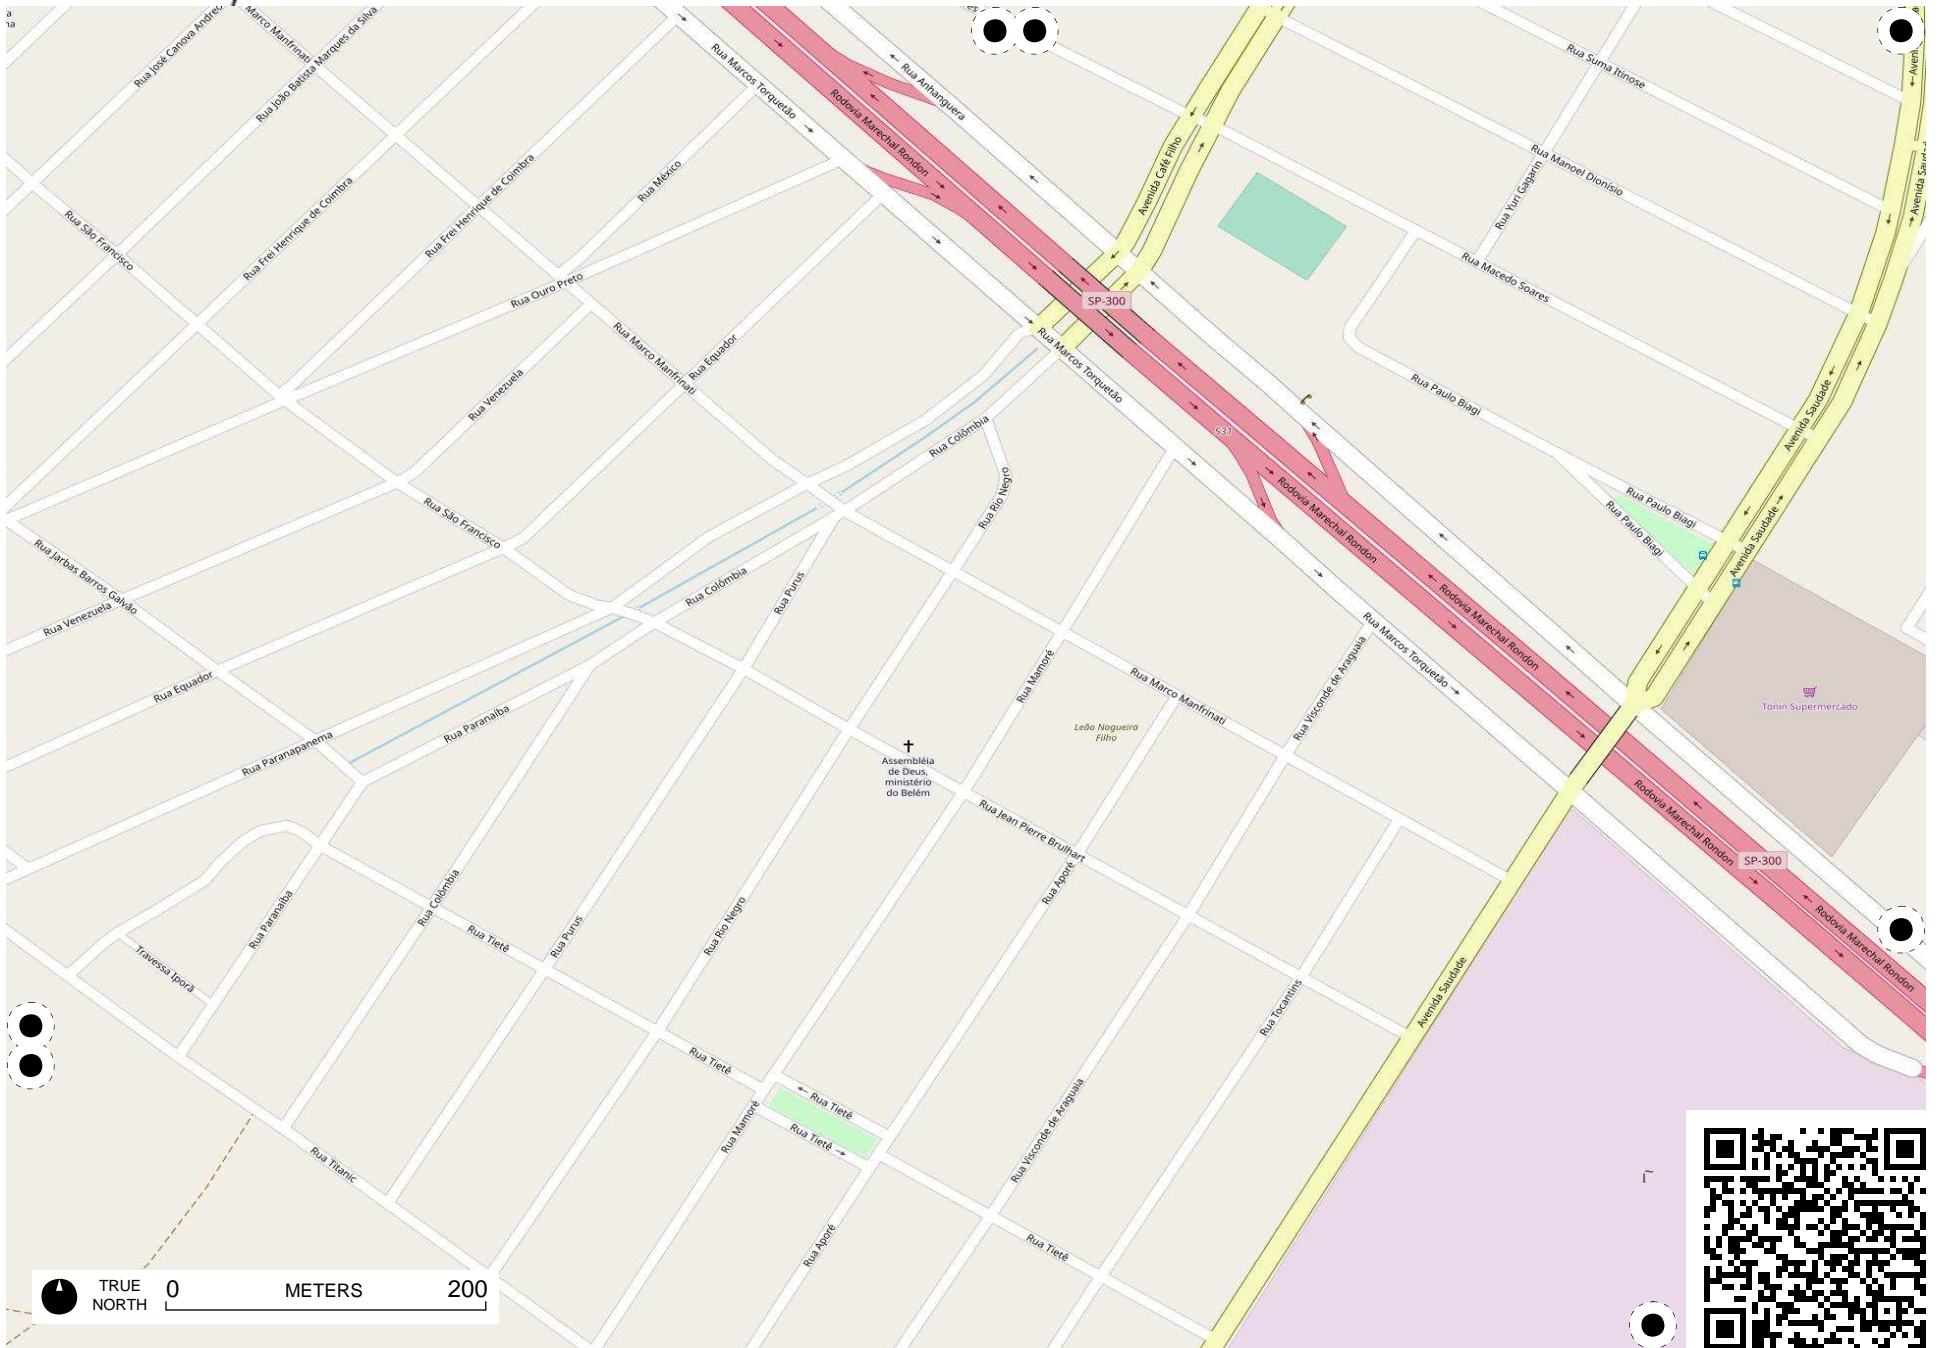 Rua José Canova Andreo
Rua Marco Manfrinati
Rua João Batista Marques da Silva
Rua Marcos Torquetão
Rua Anhanguera
Rodovia Marechal Rondon
Avenida Café Filho
Rua Suma Itinose
Rua Manoel Dionísio
Rua Yuri Gagarin
Rua Macedo Soares
Rua São Francisco
Rua Frei Henrique de Coimbra
Rua Frei Henrique de Coimbra
Rua México
Rua Ouro Preto
SP-300
Rua Marco Manfrinati
Rua Equador
Rua Venezuela
Rua Marcos Torquetão
Rua Paulo Biagi
Avenida Saudade
Rua Colômbia
531
Rua Rio Negro
Rodovia Marechal Rondon
Rua Paulo Biagi
Rua Paulo Biagi
Avenida Saudade
Rua São Francisco
Rua Jarbas Barros Galvão
Rua Venezuela
Rua Colômbia
Rua Purus
Rodovia Marechal Rondon
Rua Marcos Torquetão
Rua Visconde de Araguaia
Rua Mamoré
Rua Marco Manfrinati
Rua Equador
Rua Paranaíba
Rua Paranapanema
Leão Nogueira
Filho
Tonin Supermercado
Assembléia
de Deus,
ministério
do Belém
Rua Jean Pierre Brulhart
Rodovia Marechal Rondon
SP-300
Rua Aporé
Rua Colômbia
Rua Paranaíba
Rua Tietê
Rua Purus
Rua Rio Negro
Rodovia Marechal Rondon
Travessa Iporã
Avenida Saudade
Rua Tocantins
Rua Tietê
Rua Tietê
Rua Tietê
Rua Mamoré
Rua Visconde de Araguaia
Rua Titanic
Rua Aporé
Rua Tietê
TRUE
NORTH
0 METERS 200